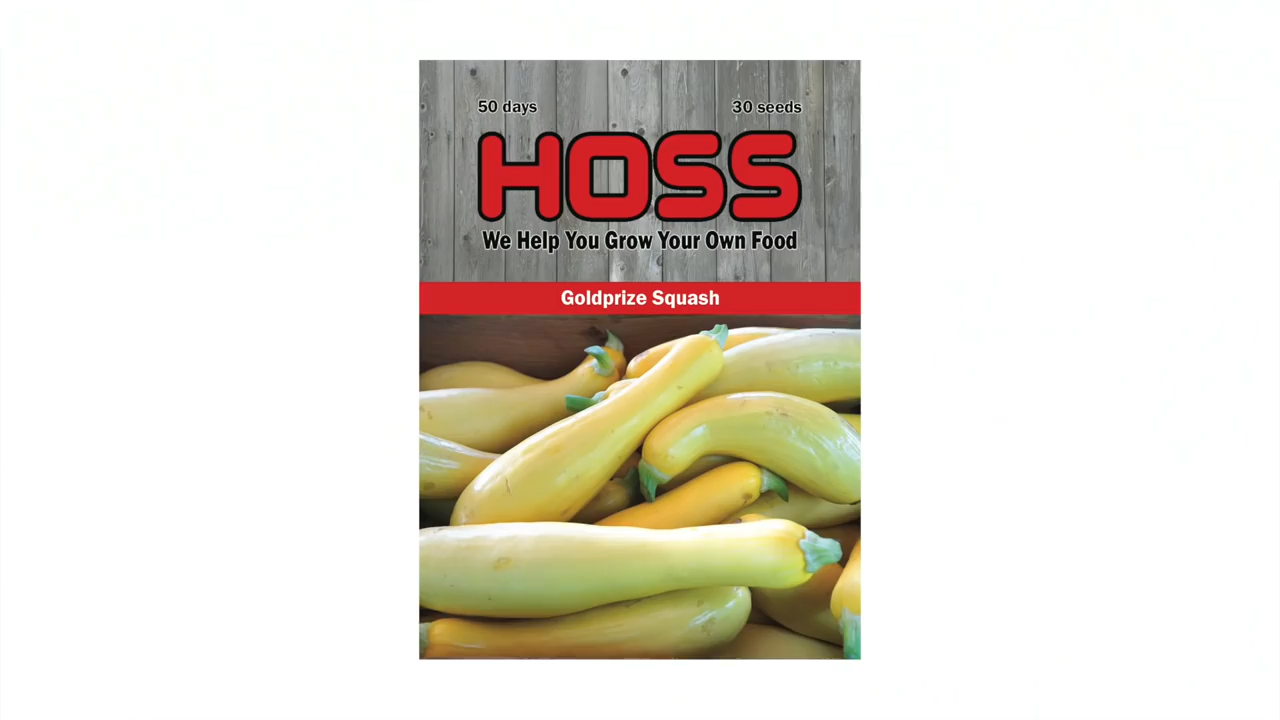 50 days
30 seeds
HOSS
We Help You Grow Your Own Food
Goldprize Squash